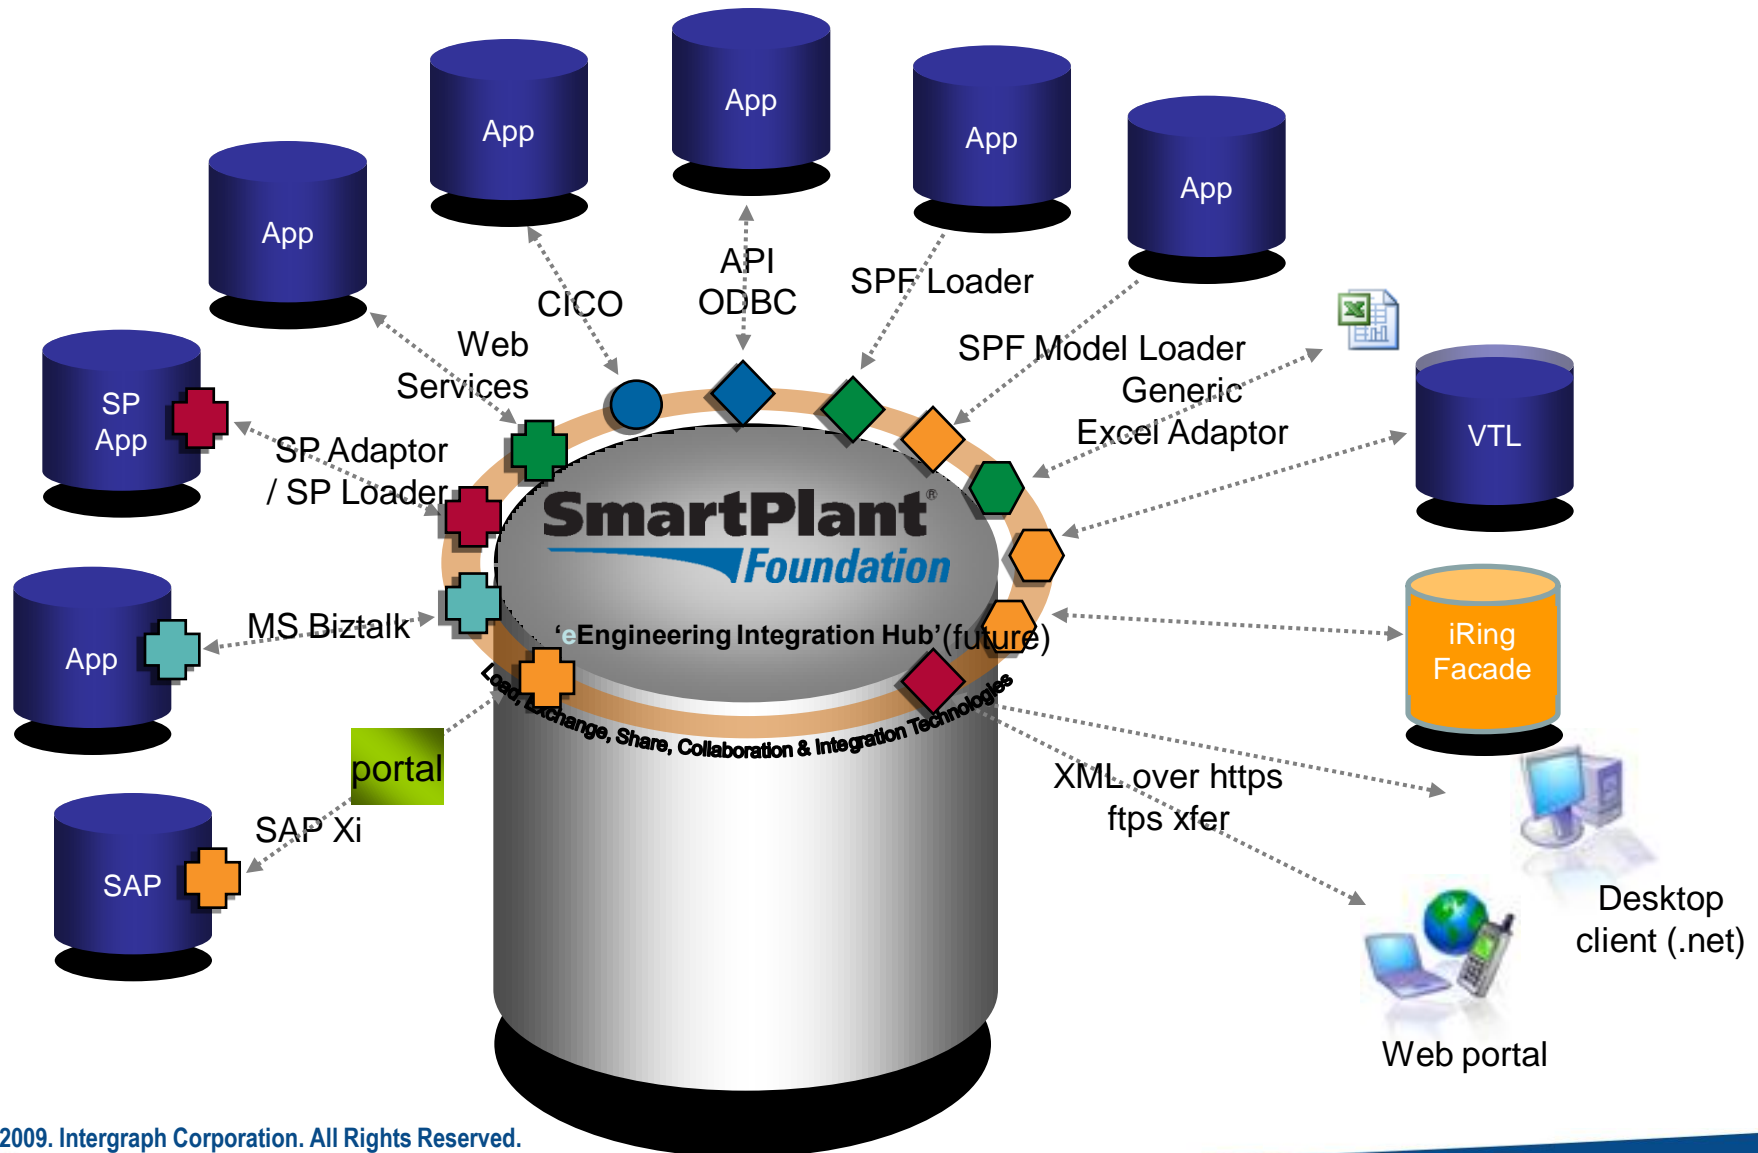 App
App
App
App
App
API
ODBC
SPF Loader
CICO
Web
Services
SPF Model Loader
Generic
Excel Adaptor
SP
App
VTL
SP Adaptor
/ SP Loader
SmartPlant®
Foundation
MS Biztalk
'eEngineering Integration Hub'
(future)
iRing
Facade
App
Load, Exchange, Share, Collaboration & Integration Technologies
portal
XML over https
ftps xfer
SAP Xi
SAP
Desktop
client (.net)
Web portal
2009. Intergraph Corporation. All Rights Reserved.